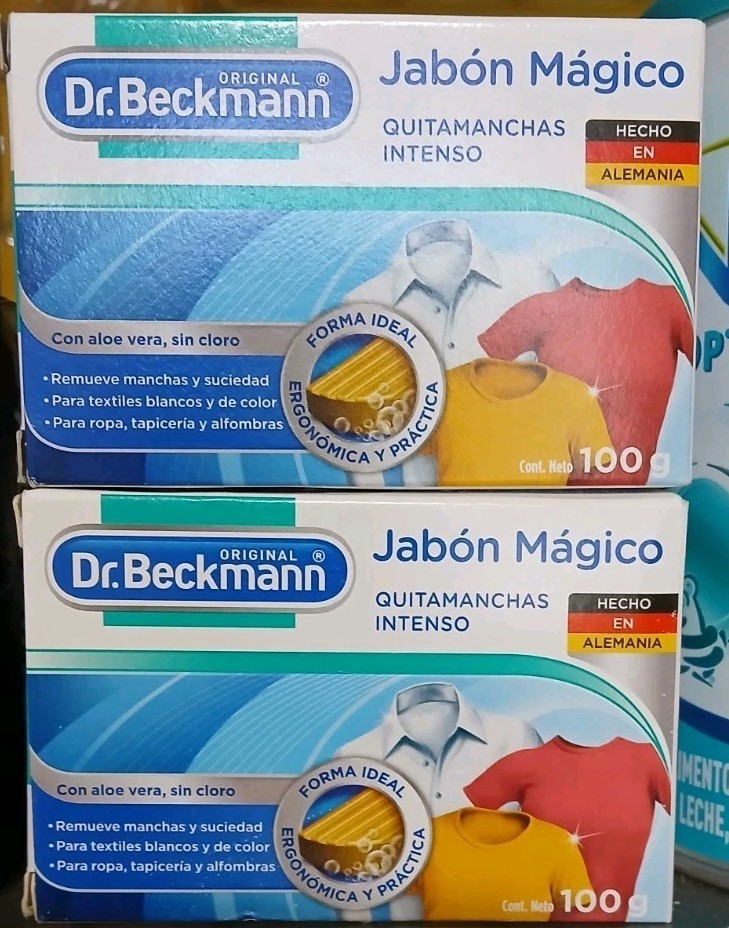 ORIGINAL ®
Dr.Beckmann
Jabón Mágico
QUITAMANCHAS
INTENSO
HECHO
EN
ALEMANIA
Con aloe vera, sin cloro
• Remueve manchas y suciedad
• Para textiles blancos y de color
• Para ropa, tapicería y alfombras
FORMA IDEAL
ERGONÓMICA Y PRÁCTICA
Cont. Neto 100 g
ORIGINAL ®
Dr.Beckmann
Jabón Mágico
QUITAMANCHAS
INTENSO
HECHO
EN
ALEMANIA
Con aloe vera, sin cloro
• Remueve manchas y suciedad
• Para textiles blancos y de color
• Para ropa, tapicería y alfombras
FORMA IDEAL
ERGONÓMICA Y PRÁCTICA
Cont. Neto 100 g
LECHE,